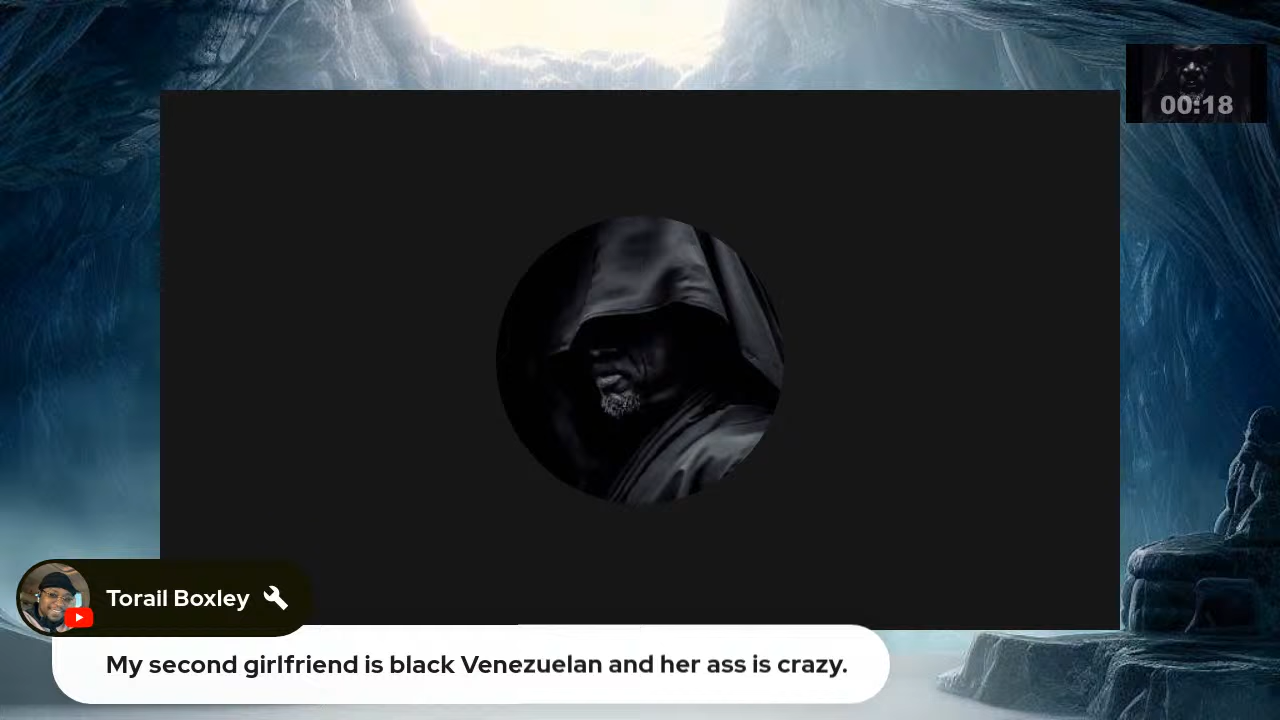 00:18
Torail Boxley
My second girlfriend is black Venezuelan and her ass is crazy.